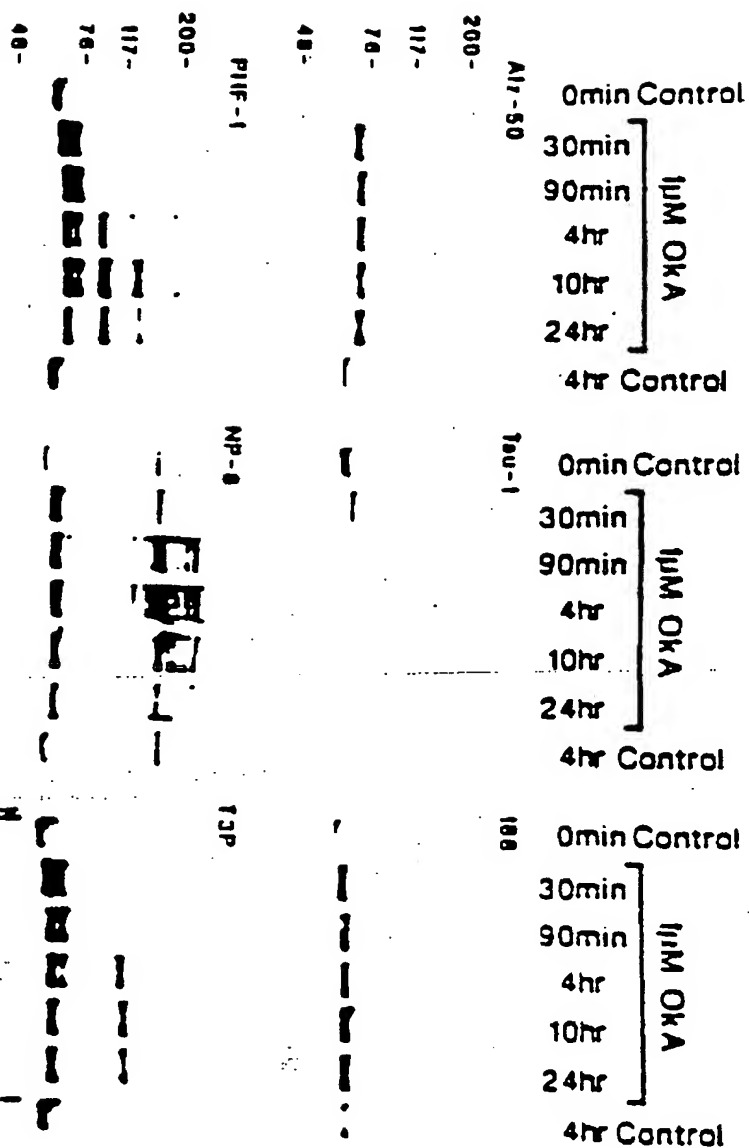 200-
117-
76-
48-
Alz-50
0min Control
30min
90min
4hr
10hr
24hr
1μM OkA
4hr Control
Tau-1
0min Control
30min
90min
4hr
10hr
24hr
1μM OkA
4hr Control
188
0min Control
30min
90min
4hr
10hr
24hr
1μM OkA
4hr Control
200-
117-
76-
48-
PHF-1
NP-8
T3P